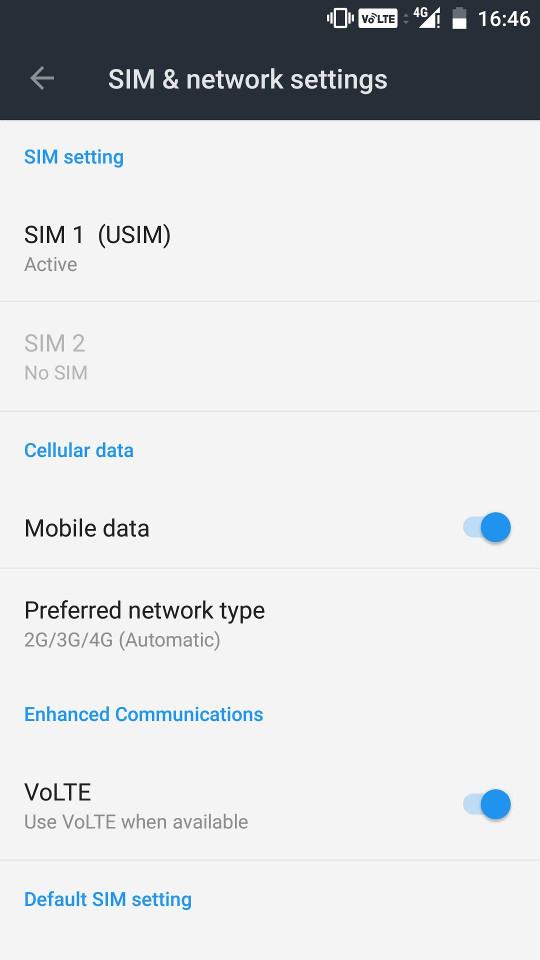 VoLTE 4G 16:46
SIM & network settings
SIM setting
SIM 1 (USIM)
Active
SIM 2
No SIM
Cellular data
Mobile data
Preferred network type
2G/3G/4G (Automatic)
Enhanced Communications
VoLTE
Use VoLTE when available
Default SIM setting